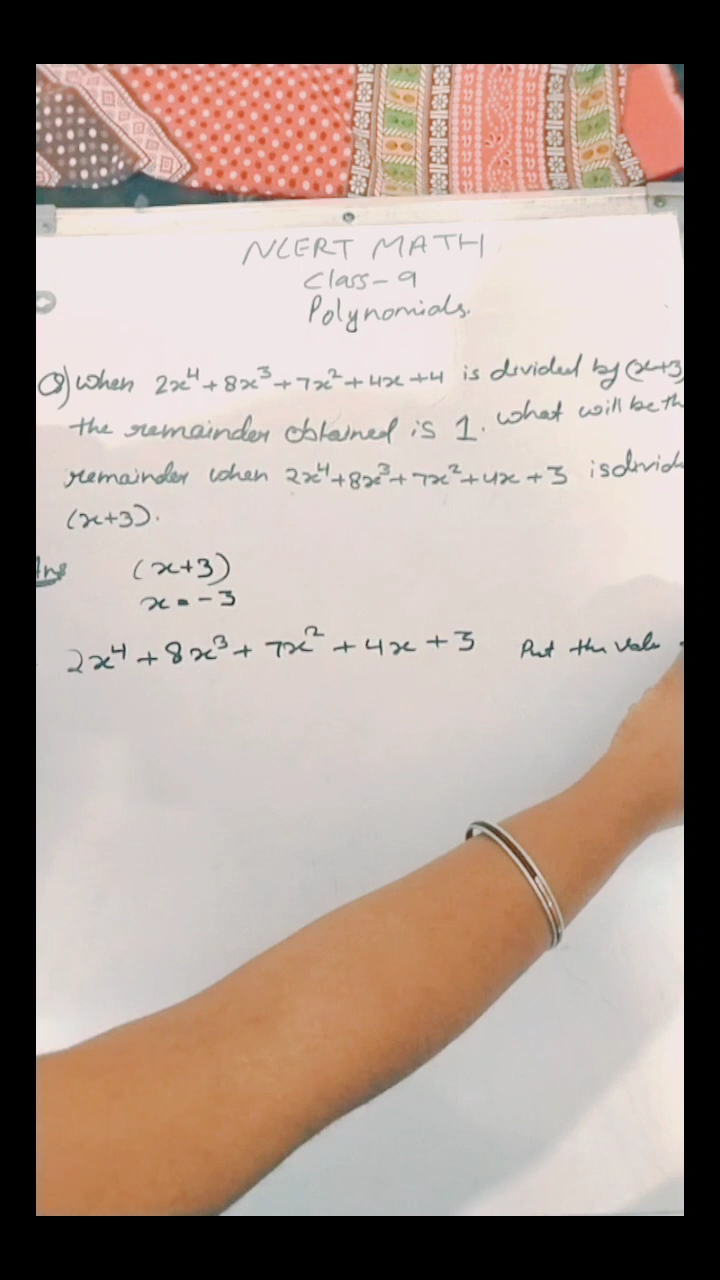 NCERT MATH
Class-9
Polynomials.
Q) When 2x⁴+8x³+7x²+4x+4 is divided by (x+3)
the remainder obtained is 1. what will be th
remainder when 2x⁴+8x³+7x²+4x+3 is divid
(x+3).
Ans (x+3)
x = -3
2x⁴+8x³+7x²+4x+3 Put the